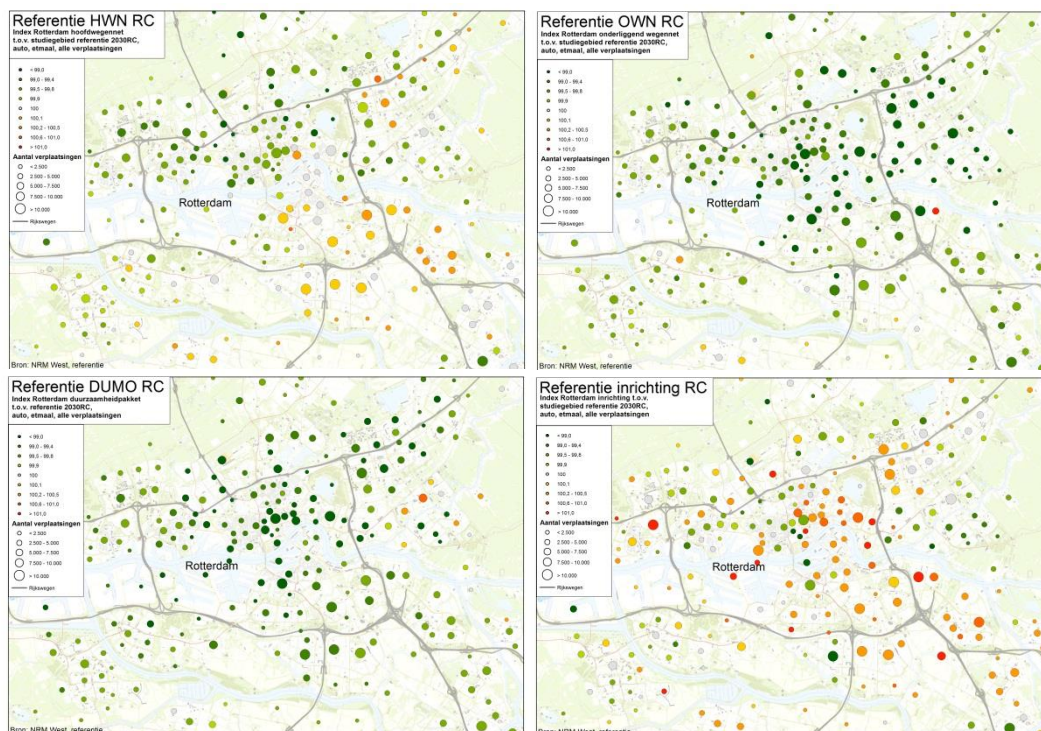 Referentie HWN RC
Index Rotterdam hoofdwegennet
t.o.v. studiegebied referentie 2030RC,
auto, etmaal, alle verplaatsingen
< 99,0
99,0 - 99,4
99,5 - 99,8
99,9
100
100,1
100,2 - 100,5
100,6 - 101,0
> 101,0
Aantal verplaatsingen
< 2.500
2.500 - 5.000
5.000 - 7.500
7.500 - 10.000
> 10.000
Rijkswegen
Rotterdam
Bron: NRM West, referentie
Referentie OWN RC
Index Rotterdam onderliggend wegennet
t.o.v. studiegebied referentie 2030RC,
auto, etmaal, alle verplaatsingen
< 99,0
99,0 - 99,4
99,5 - 99,8
99,9
100
100,1
100,2 - 100,5
100,6 - 101,0
> 101,0
Aantal verplaatsingen
< 2.500
2.500 - 5.000
5.000 - 7.500
7.500 - 10.000
> 10.000
Rijkswegen
Rotterdam
Bron: NRM West, referentie
Referentie DUMO RC
Index Rotterdam duurzaamheidpakket
t.o.v. referentie 2030RC,
auto, etmaal, alle verplaatsingen
< 99,0
99,0 - 99,4
99,5 - 99,8
99,9
100
100,1
100,2 - 100,5
100,6 - 101,0
> 101,0
Aantal verplaatsingen
< 2.500
2.500 - 5.000
5.000 - 7.500
7.500 - 10.000
> 10.000
Rijkswegen
Rotterdam
Bron: NRM West, referentie
Referentie inrichting RC
Index Rotterdam inrichting t.o.v.
studiegebied referentie 2030RC,
auto, etmaal, alle verplaatsingen
< 99,0
99,0 - 99,4
99,5 - 99,8
99,9
100
100,1
100,2 - 100,5
100,6 - 101,0
> 101,0
Aantal verplaatsingen
< 2.500
2.500 - 5.000
5.000 - 7.500
7.500 - 10.000
> 10.000
Rijkswegen
Rotterdam
Bron: NRM West, referentie